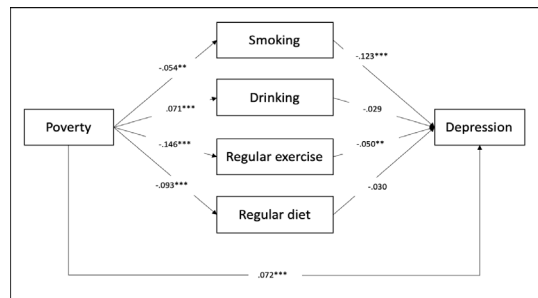 Smoking
-.054**
-.123***
Drinking
.071***
-.029
Poverty
Depression
-.146***
-.050**
Regular exercise
-.093***
-.030
Regular diet
.072***